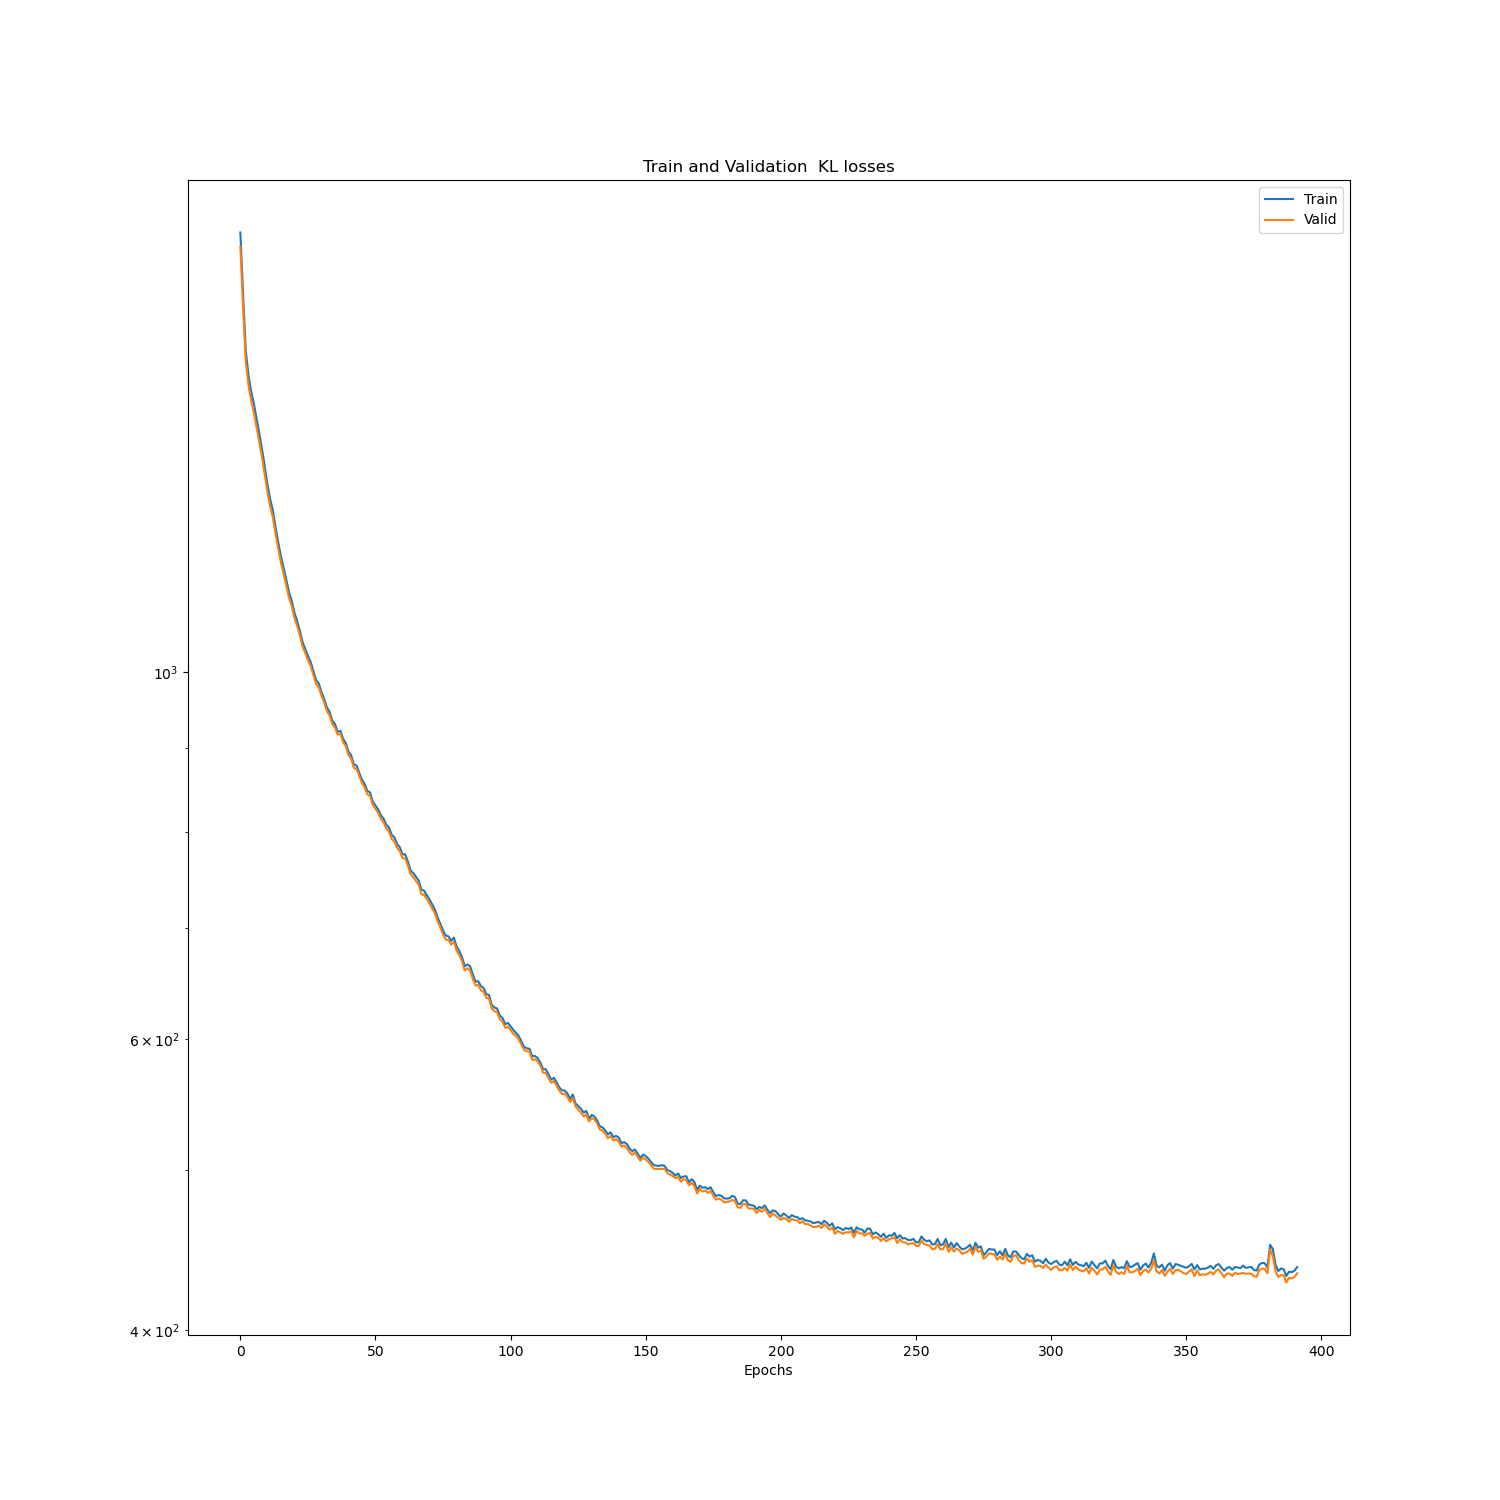 Train and Validation  KL losses
Train
Valid
10³
6 × 10²
4 × 10²
0 50 100 150 200 250 300 350 400
Epochs